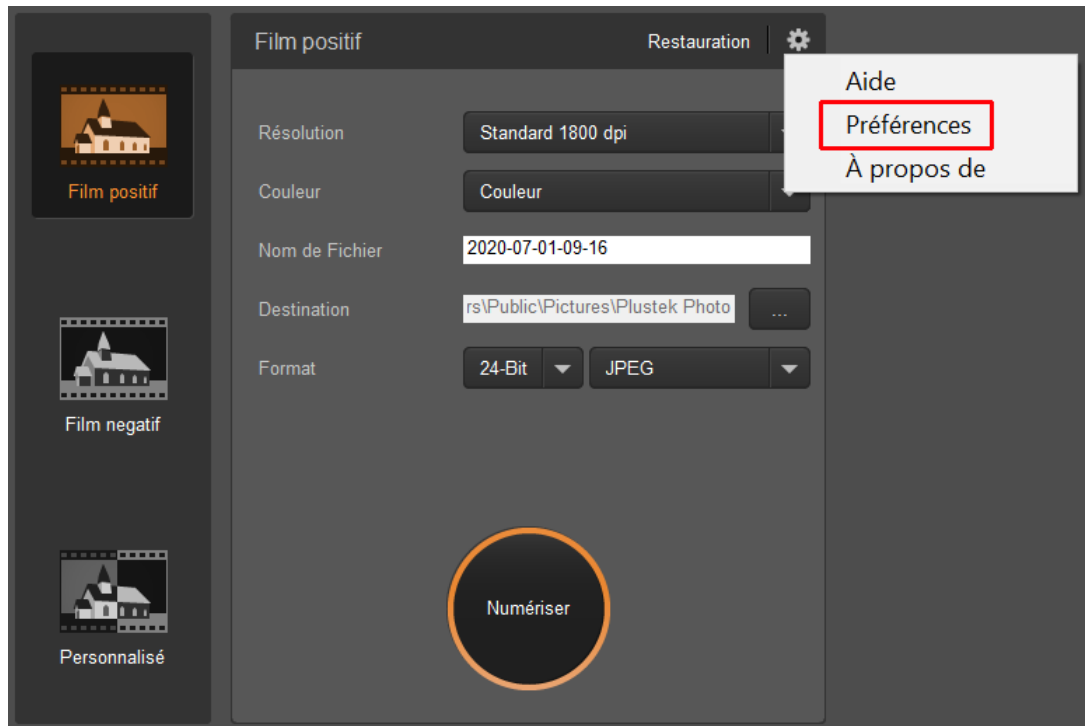 Film positif
Restauration
Aide
Préférences
À propos de
Résolution
Standard 1800 dpi
Film positif
Couleur
Couleur
Nom de Fichier
2020-07-01-09-16
Destination
rs\Public\Pictures\Plustek Photo
...
Format
24-Bit
JPEG
Film negatif
Numériser
Personnalisé